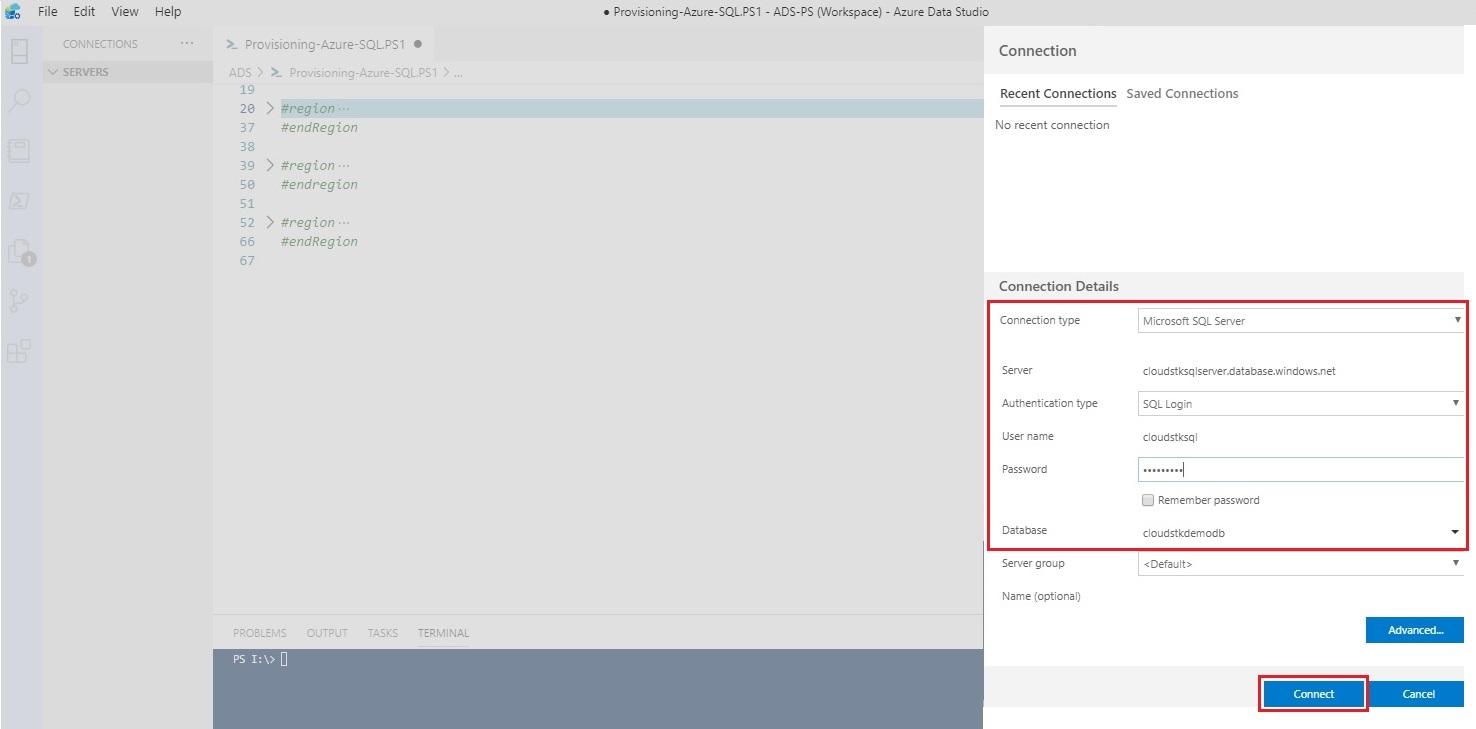 File Edit View Help
● Provisioning-Azure-SQL.PS1 - ADS-PS (Workspace) - Azure Data Studio
CONNECTIONS ···
SERVERS
1
Provisioning-Azure-SQL.PS1 ●
ADS > Provisioning-Azure-SQL.PS1 > ...
19
20 > #region ···
37 #endRegion
38
39 > #region ···
50 #endregion
51
52 > #region ···
66 #endRegion
67
PROBLEMS OUTPUT TASKS TERMINAL
PS I:\>
Connection
Recent Connections Saved Connections
No recent connection
Connection Details
Connection type Microsoft SQL Server
Server cloudstksqlserver.database.windows.net
Authentication type SQL Login
User name cloudstksql
Password •••••••••
Remember password
Database cloudstkdemodb
Server group <Default>
Name (optional)
Advanced...
Connect Cancel